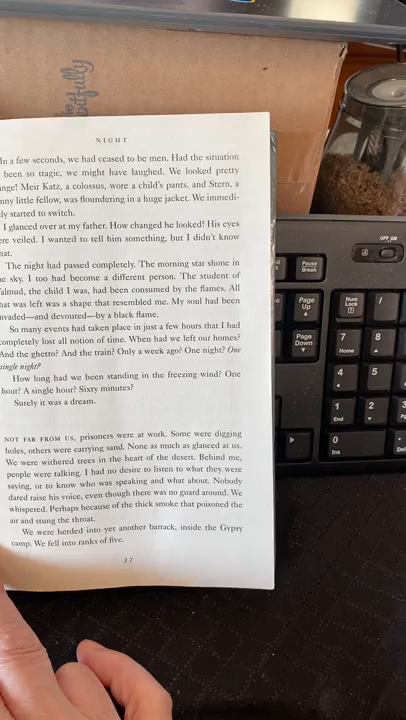 NIGHT
In a few seconds, we had ceased to be men. Had the situation
been so tragic, we might have laughed. We looked pretty
ange! Meir Katz, a colossus, wore a child's pants, and Stern, a
nny little fellow, was floundering in a huge jacket. We immedi-
ly started to switch.
I glanced over at my father. How changed he looked! His eyes
ere veiled. I wanted to tell him something, but I didn't know
hat.
The night had passed completely. The morning star shone in
e sky. I too had become a different person. The student of
almud, the child I was, had been consumed by the flames. All
hat was left was a shape that resembled me. My soul had been
nvaded—and devoured—by a black flame.
So many events had taken place in just a few hours that I had
completely lost all notion of time. When had we left our homes?
And the ghetto? And the train? Only a week ago? One night? One
single night?
How long had we been standing in the freezing wind? One
hour? A single hour? Sixty minutes?
Surely it was a dream.
NOT FAR FROM US, prisoners were at work. Some were digging
holes, others were carrying sand. None as much as glanced at us.
We were withered trees in the heart of the desert. Behind me,
people were talking. I had no desire to listen to what they were
saying, or to know who was speaking and what about. Nobody
dared raise his voice, even though there was no guard around. We
whispered. Perhaps because of the thick smoke that poisoned the
air and stung the throat.
We were herded into yet another barrack, inside the Gypsy
camp. We fell into ranks of five.
37
OFF ON
Pause
Break
Page
Up
Num
Lock
/
Page
Down
7
Home
8
4
5
1
End
2
0
Ins